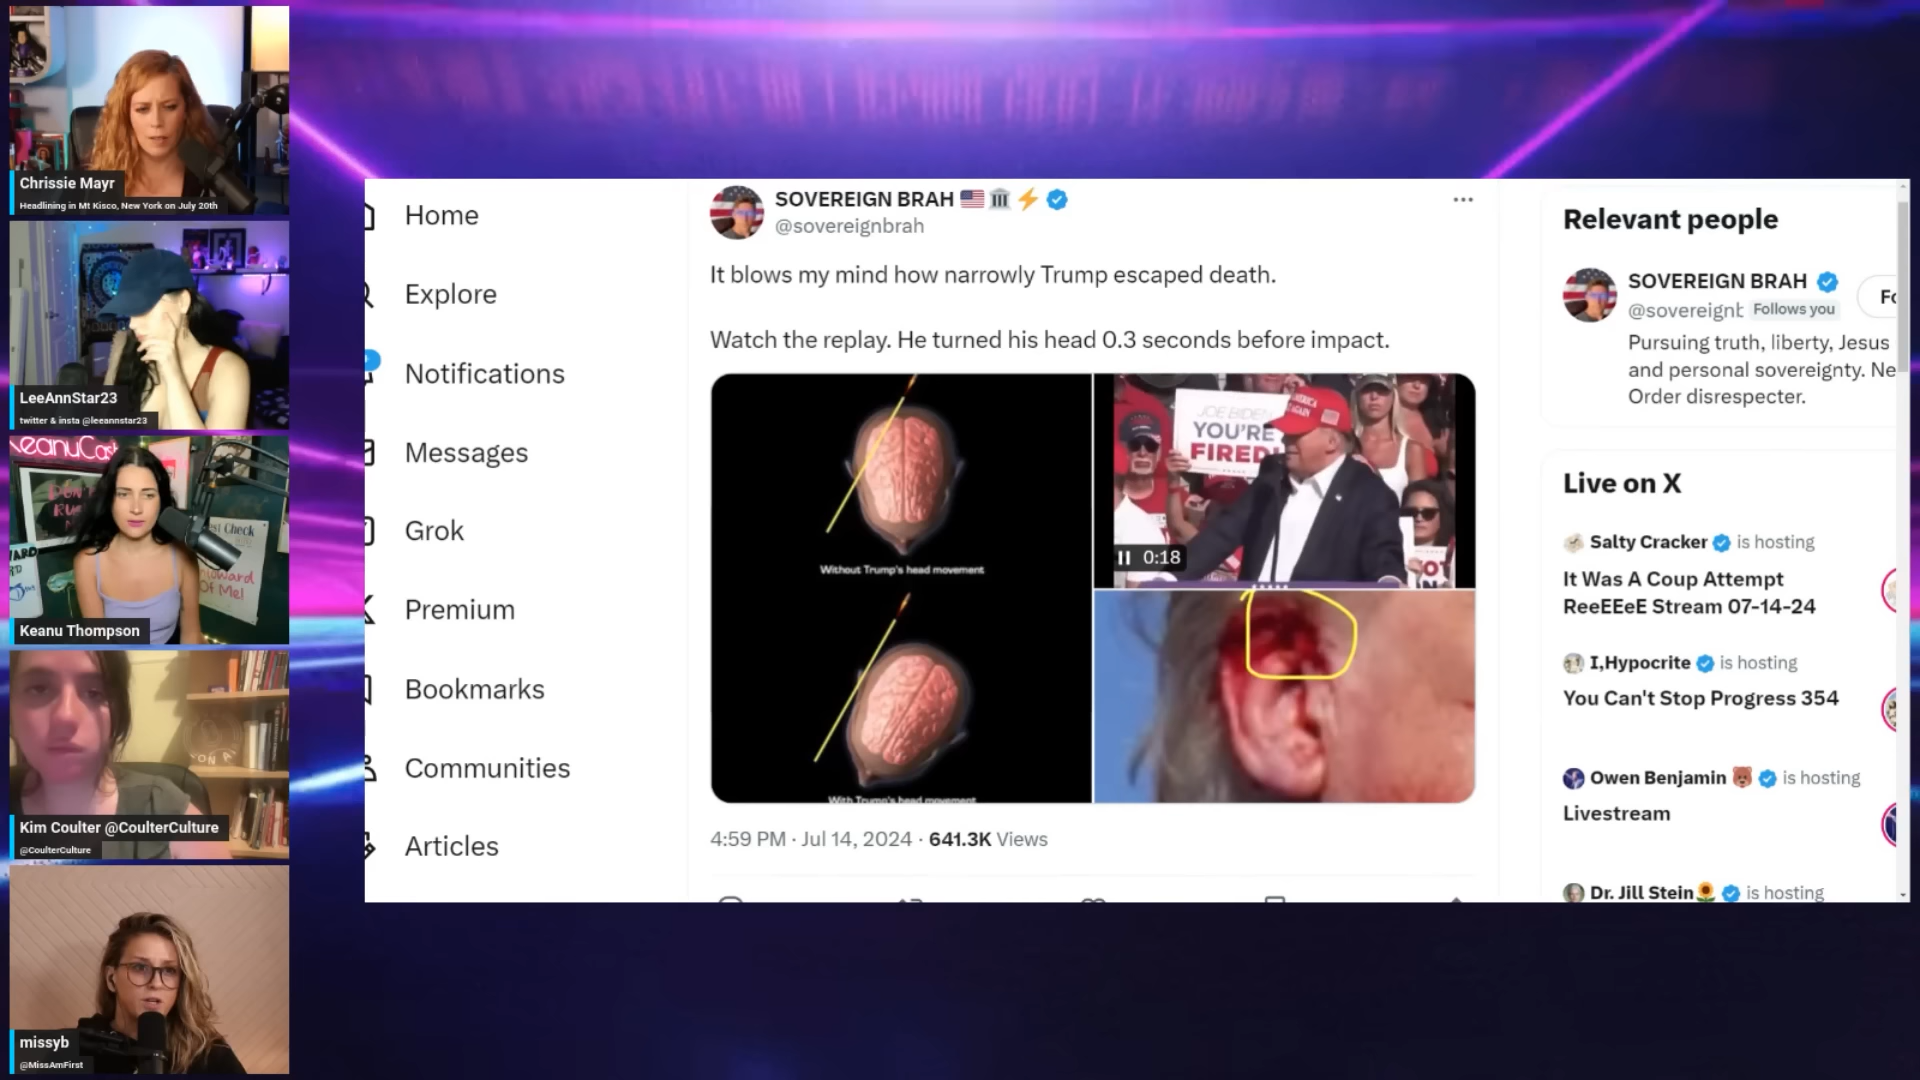 Chrissie Mayr
Headlining in Mt Kisco, New York on July 20th
LeeAnnStar23
twitter & insta @leeannstar23
Keanu Thompson
Kim Coulter @CoulterCulture
@CoulterCulture
missyb
@MissAmFirst
Home
Explore
Notifications
Messages
Grok
Premium
Bookmarks
Communities
Articles
SOVEREIGN BRAH
@sovereignbrah
It blows my mind how narrowly Trump escaped death.
Watch the replay. He turned his head 0.3 seconds before impact.
Without Trump's head movement
With Trump's head movement
JOE BIDEN
YOU'RE
FIRED!
0:18
4:59 PM · Jul 14, 2024 · 641.3K Views
Relevant people
SOVEREIGN BRAH
@sovereignt Follows you
Fo
Pursuing truth, liberty, Jesus
and personal sovereignty. Ne
Order disrespecter.
Live on X
Salty Cracker is hosting
It Was A Coup Attempt
ReeEEeE Stream 07-14-24
I,Hypocrite is hosting
You Can't Stop Progress 354
Owen Benjamin is hosting
Livestream
Dr. Jill Stein is hosting